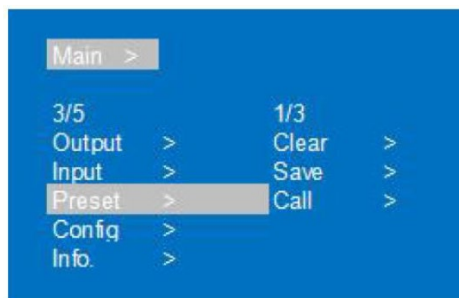 Main >
3/5 1/3
Output > Clear >
Input > Save >
Preset > Call >
Config >
Info. >